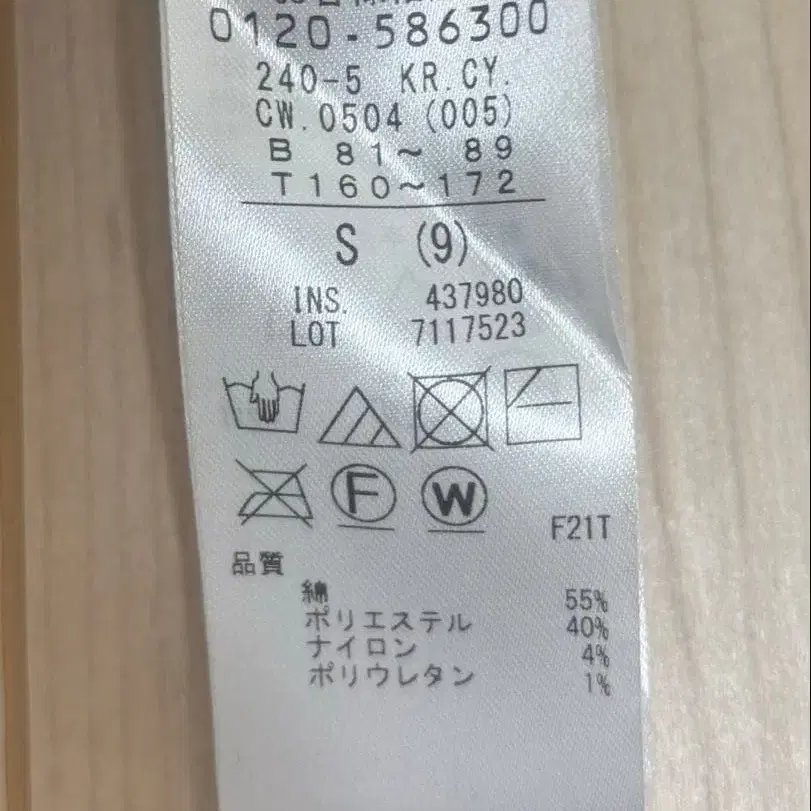 0120-586300
240-5 KR.CY.
CW.0504 (005)
B 81～ 89
T160～172
S (9)
INS. 437980
LOT 7117523
F W
F21T
品質
綿 55%
ポリエステル 40%
ナイロン 4%
ポリウレタン 1%